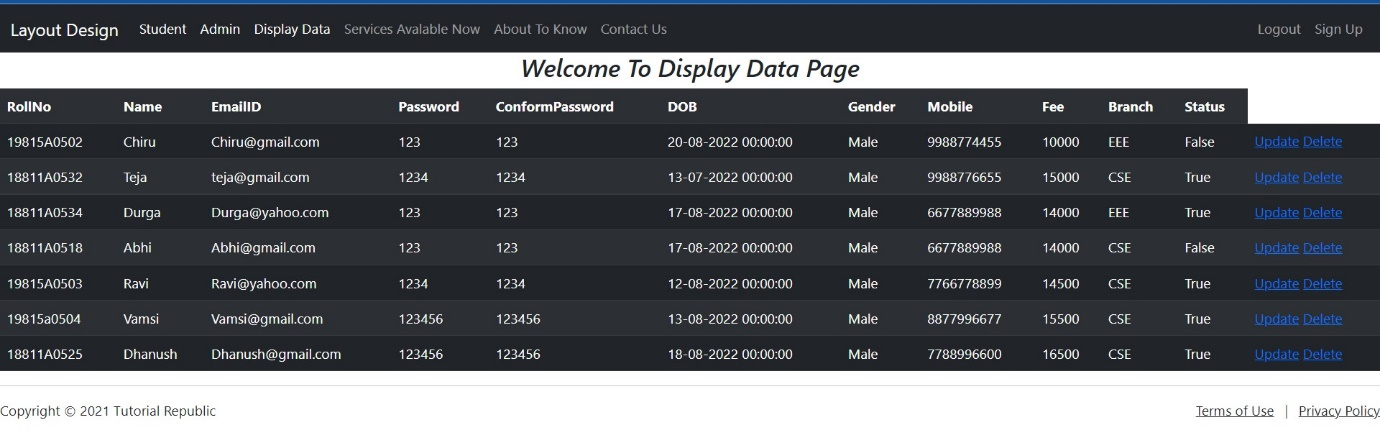 Layout Design Student Admin Display Data Services Avalable Now About To Know Contact Us Logout Sign Up
Welcome To Display Data Page
RollNo Name EmailID Password ConformPassword DOB Gender Mobile Fee Branch Status
19815A0502 Chiru Chiru@gmail.com 123 123 20-08-2022 00:00:00 Male 9988774455 10000 EEE False Update Delete
18811A0532 Teja teja@gmail.com 1234 1234 13-07-2022 00:00:00 Male 9988776655 15000 CSE True Update Delete
18811A0534 Durga Durga@yahoo.com 123 123 17-08-2022 00:00:00 Male 6677889988 14000 EEE True Update Delete
18811A0518 Abhi Abhi@gmail.com 123 123 17-08-2022 00:00:00 Male 6677889988 14000 CSE False Update Delete
19815A0503 Ravi Ravi@yahoo.com 1234 1234 12-08-2022 00:00:00 Male 7766778899 14500 CSE True Update Delete
19815a0504 Vamsi Vamsi@gmail.com 123456 123456 13-08-2022 00:00:00 Male 8877996677 15500 CSE True Update Delete
18811A0525 Dhanush Dhanush@gmail.com 123456 123456 18-08-2022 00:00:00 Male 7788996600 16500 CSE True Update Delete
Copyright © 2021 Tutorial Republic Terms of Use | Privacy Policy